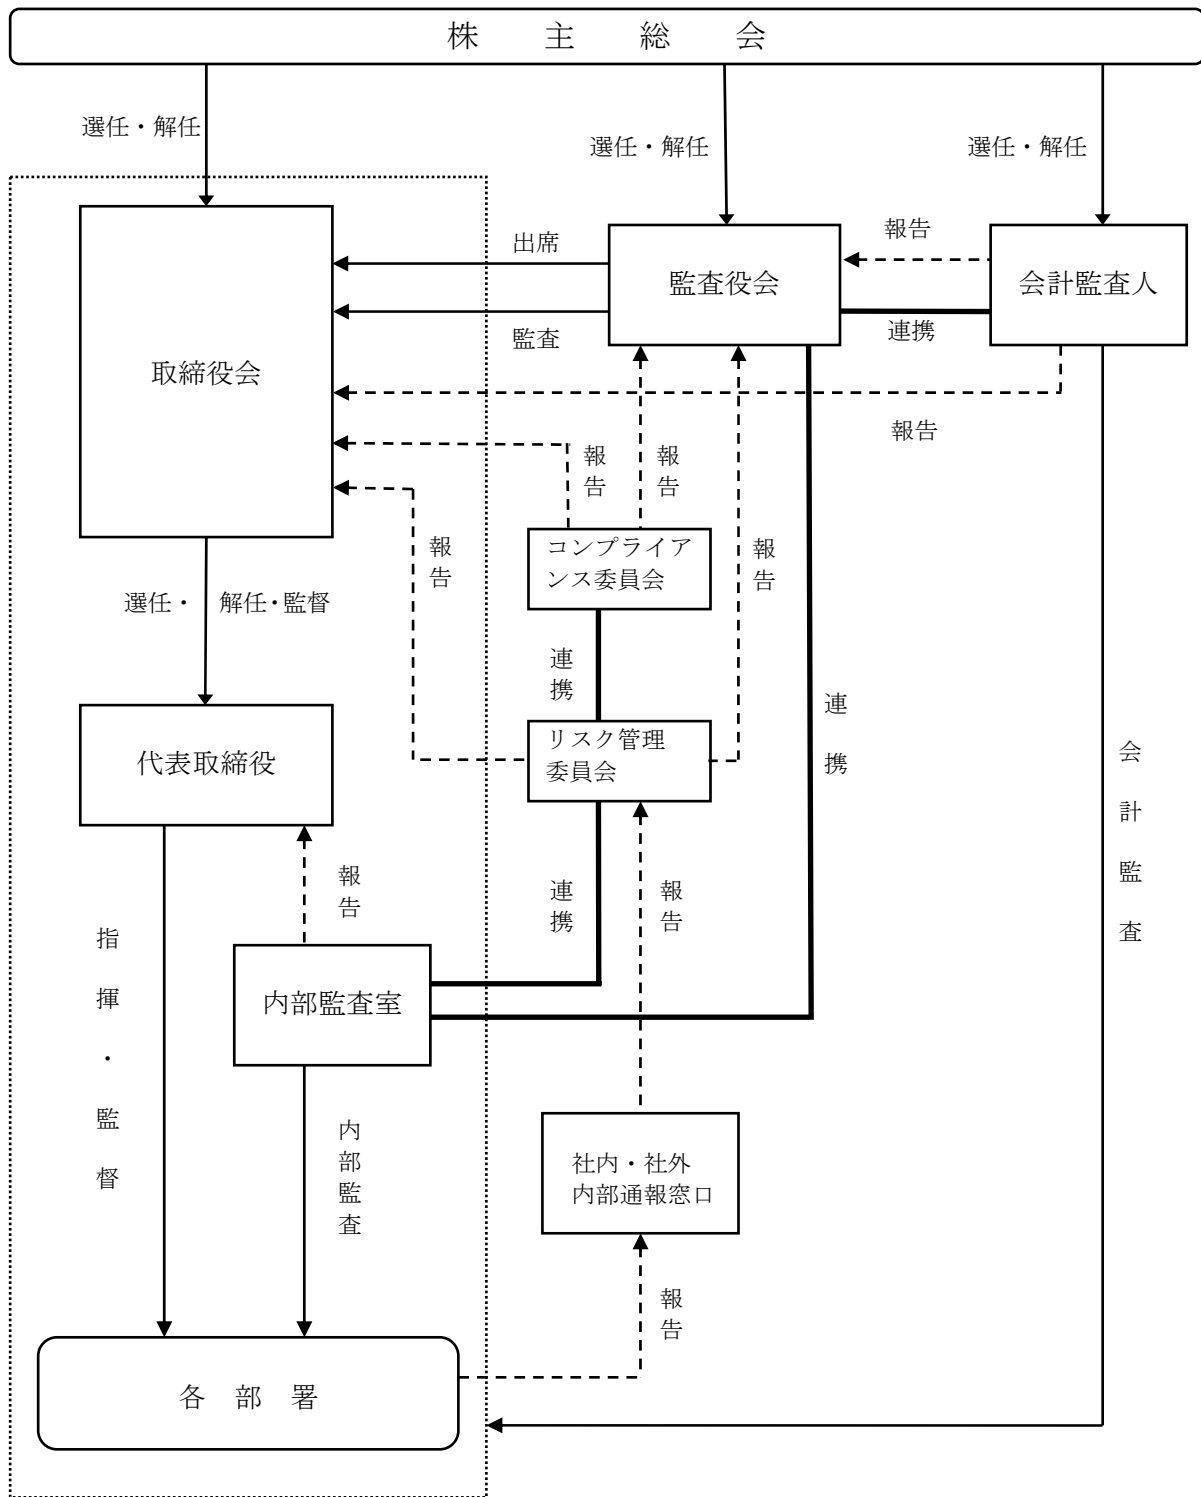 株主総会
選任・解任
選任・解任
選任・解任
取締役会
出席
監査
監査役会
報告
連携
会計監査人
報告
報告
報告
報告
報告
コンプライア
ンス委員会
選任・ 解任・監督
連携
連携
代表取締役
リスク管理
委員会
会計監査
報告
連携
報告
指揮・監督
内部監査室
内部監査
社内・社外
内部通報窓口
報告
各部署